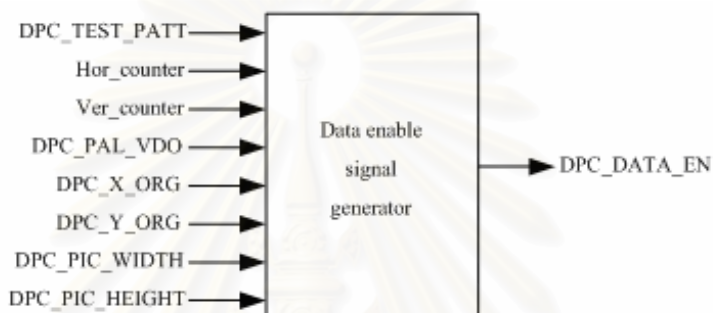 DPC_TEST_PATT
Hor_counter
Ver_counter
DPC_PAL_VDO
DPC_X_ORG
DPC_Y_ORG
DPC_PIC_WIDTH
DPC_PIC_HEIGHT
Data enable
signal
generator
DPC_DATA_EN